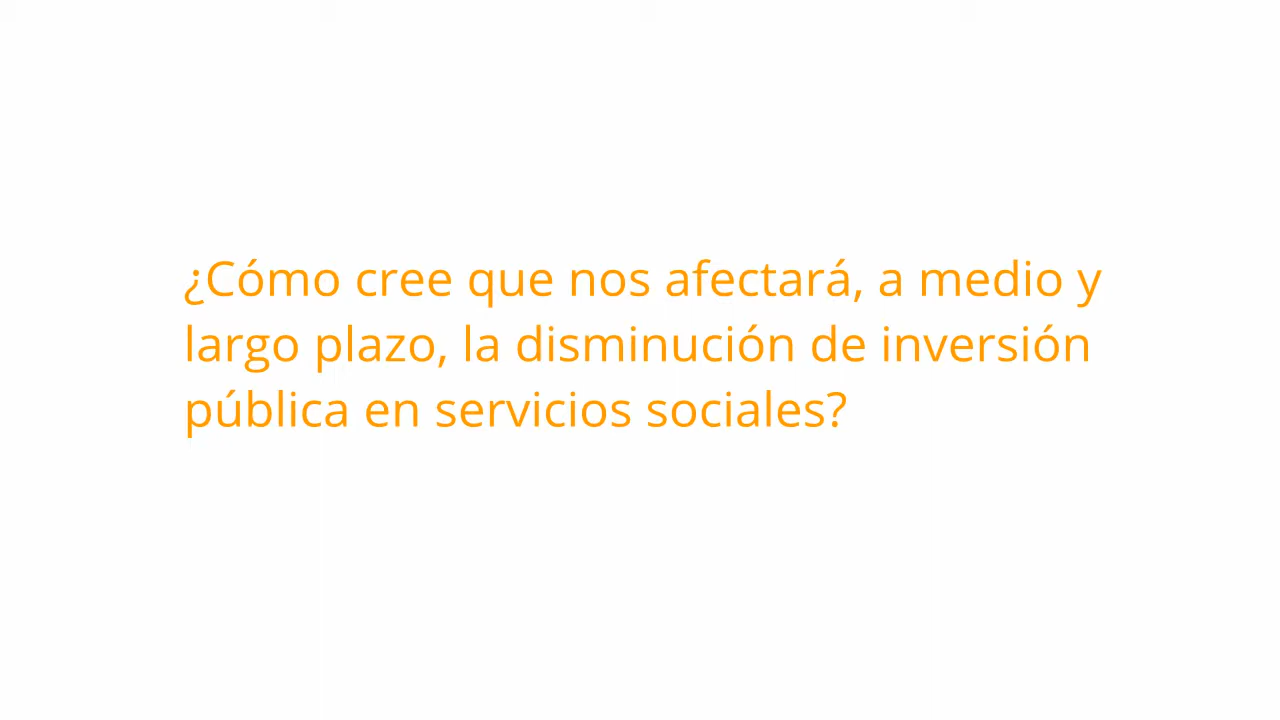 ¿Cómo cree que nos afectará, a medio y
largo plazo, la disminución de inversión
pública en servicios sociales?